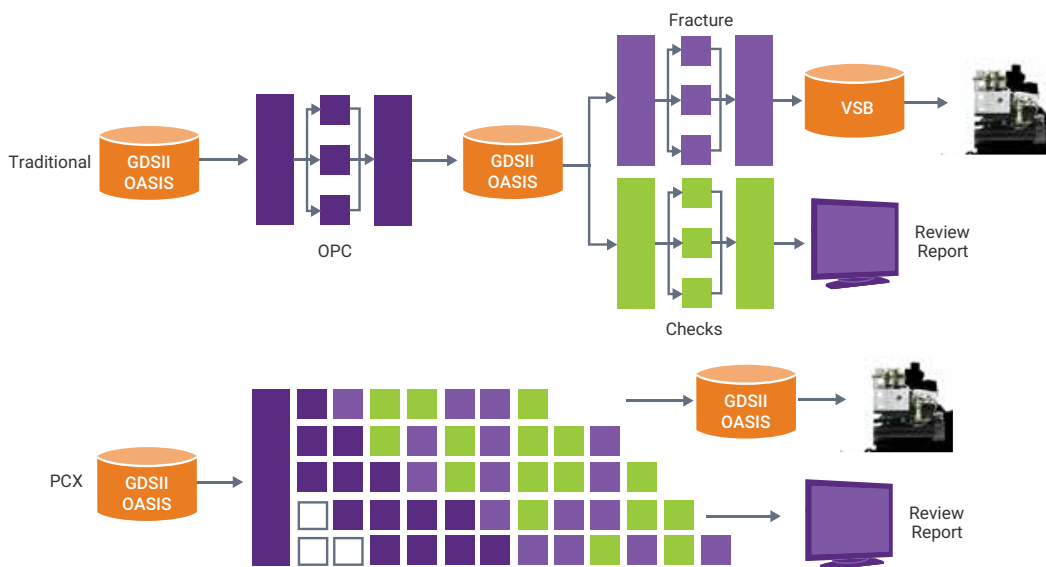 Fracture
Traditional
GDSII
OASIS
OPC
GDSII
OASIS
VSB
Review
Report
Checks
PCX
GDSII
OASIS
GDSII
OASIS
Review
Report